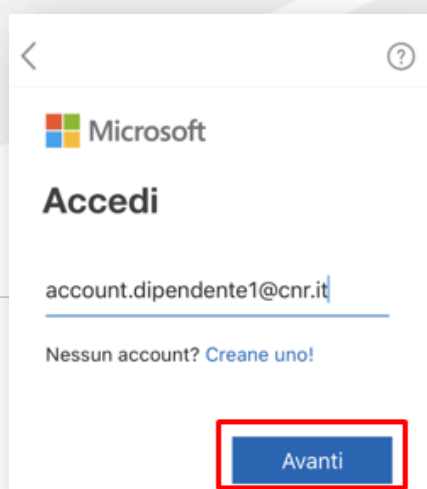 Microsoft
Accedi
account.dipendente1@cnr.it
Nessun account? Creane uno!
Avanti